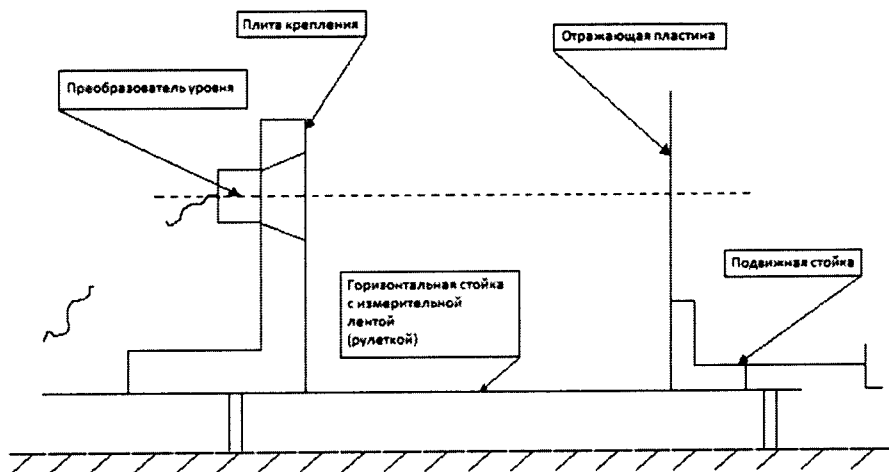 Плита крепления
Отражающая пластина
Преобразователь уровня
Подвижная стойка
Горизонтальная стойка
с измерительной
лентой
(рулеткой)